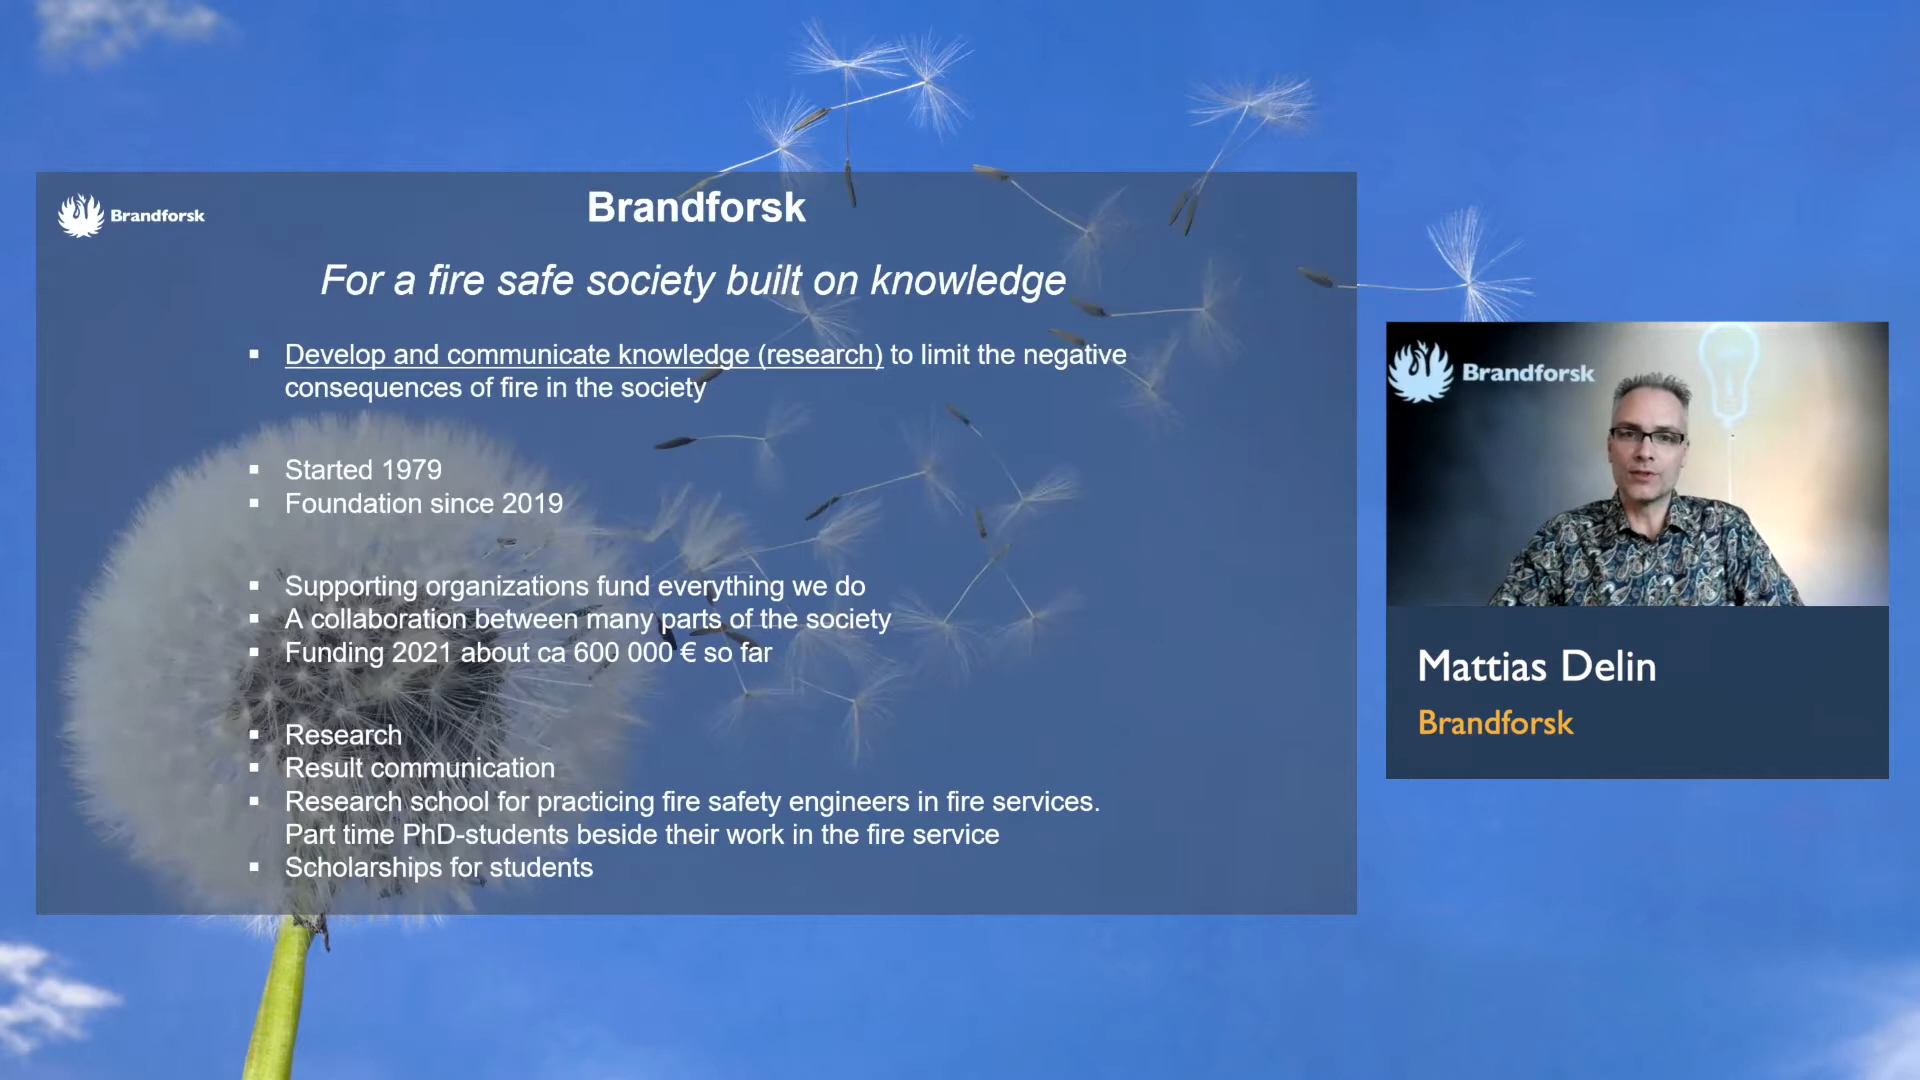 Brandforsk
Brandforsk
For a fire safe society built on knowledge
▪ Develop and communicate knowledge (research) to limit the negative
consequences of fire in the society
▪ Started 1979
▪ Foundation since 2019
▪ Supporting organizations fund everything we do
▪ A collaboration between many parts of the society
▪ Funding 2021 about ca 600 000 € so far
▪ Research
▪ Result communication
▪ Research school for practicing fire safety engineers in fire services.
Part time PhD-students beside their work in the fire service
▪ Scholarships for students
Brandforsk
Mattias Delin
Brandforsk